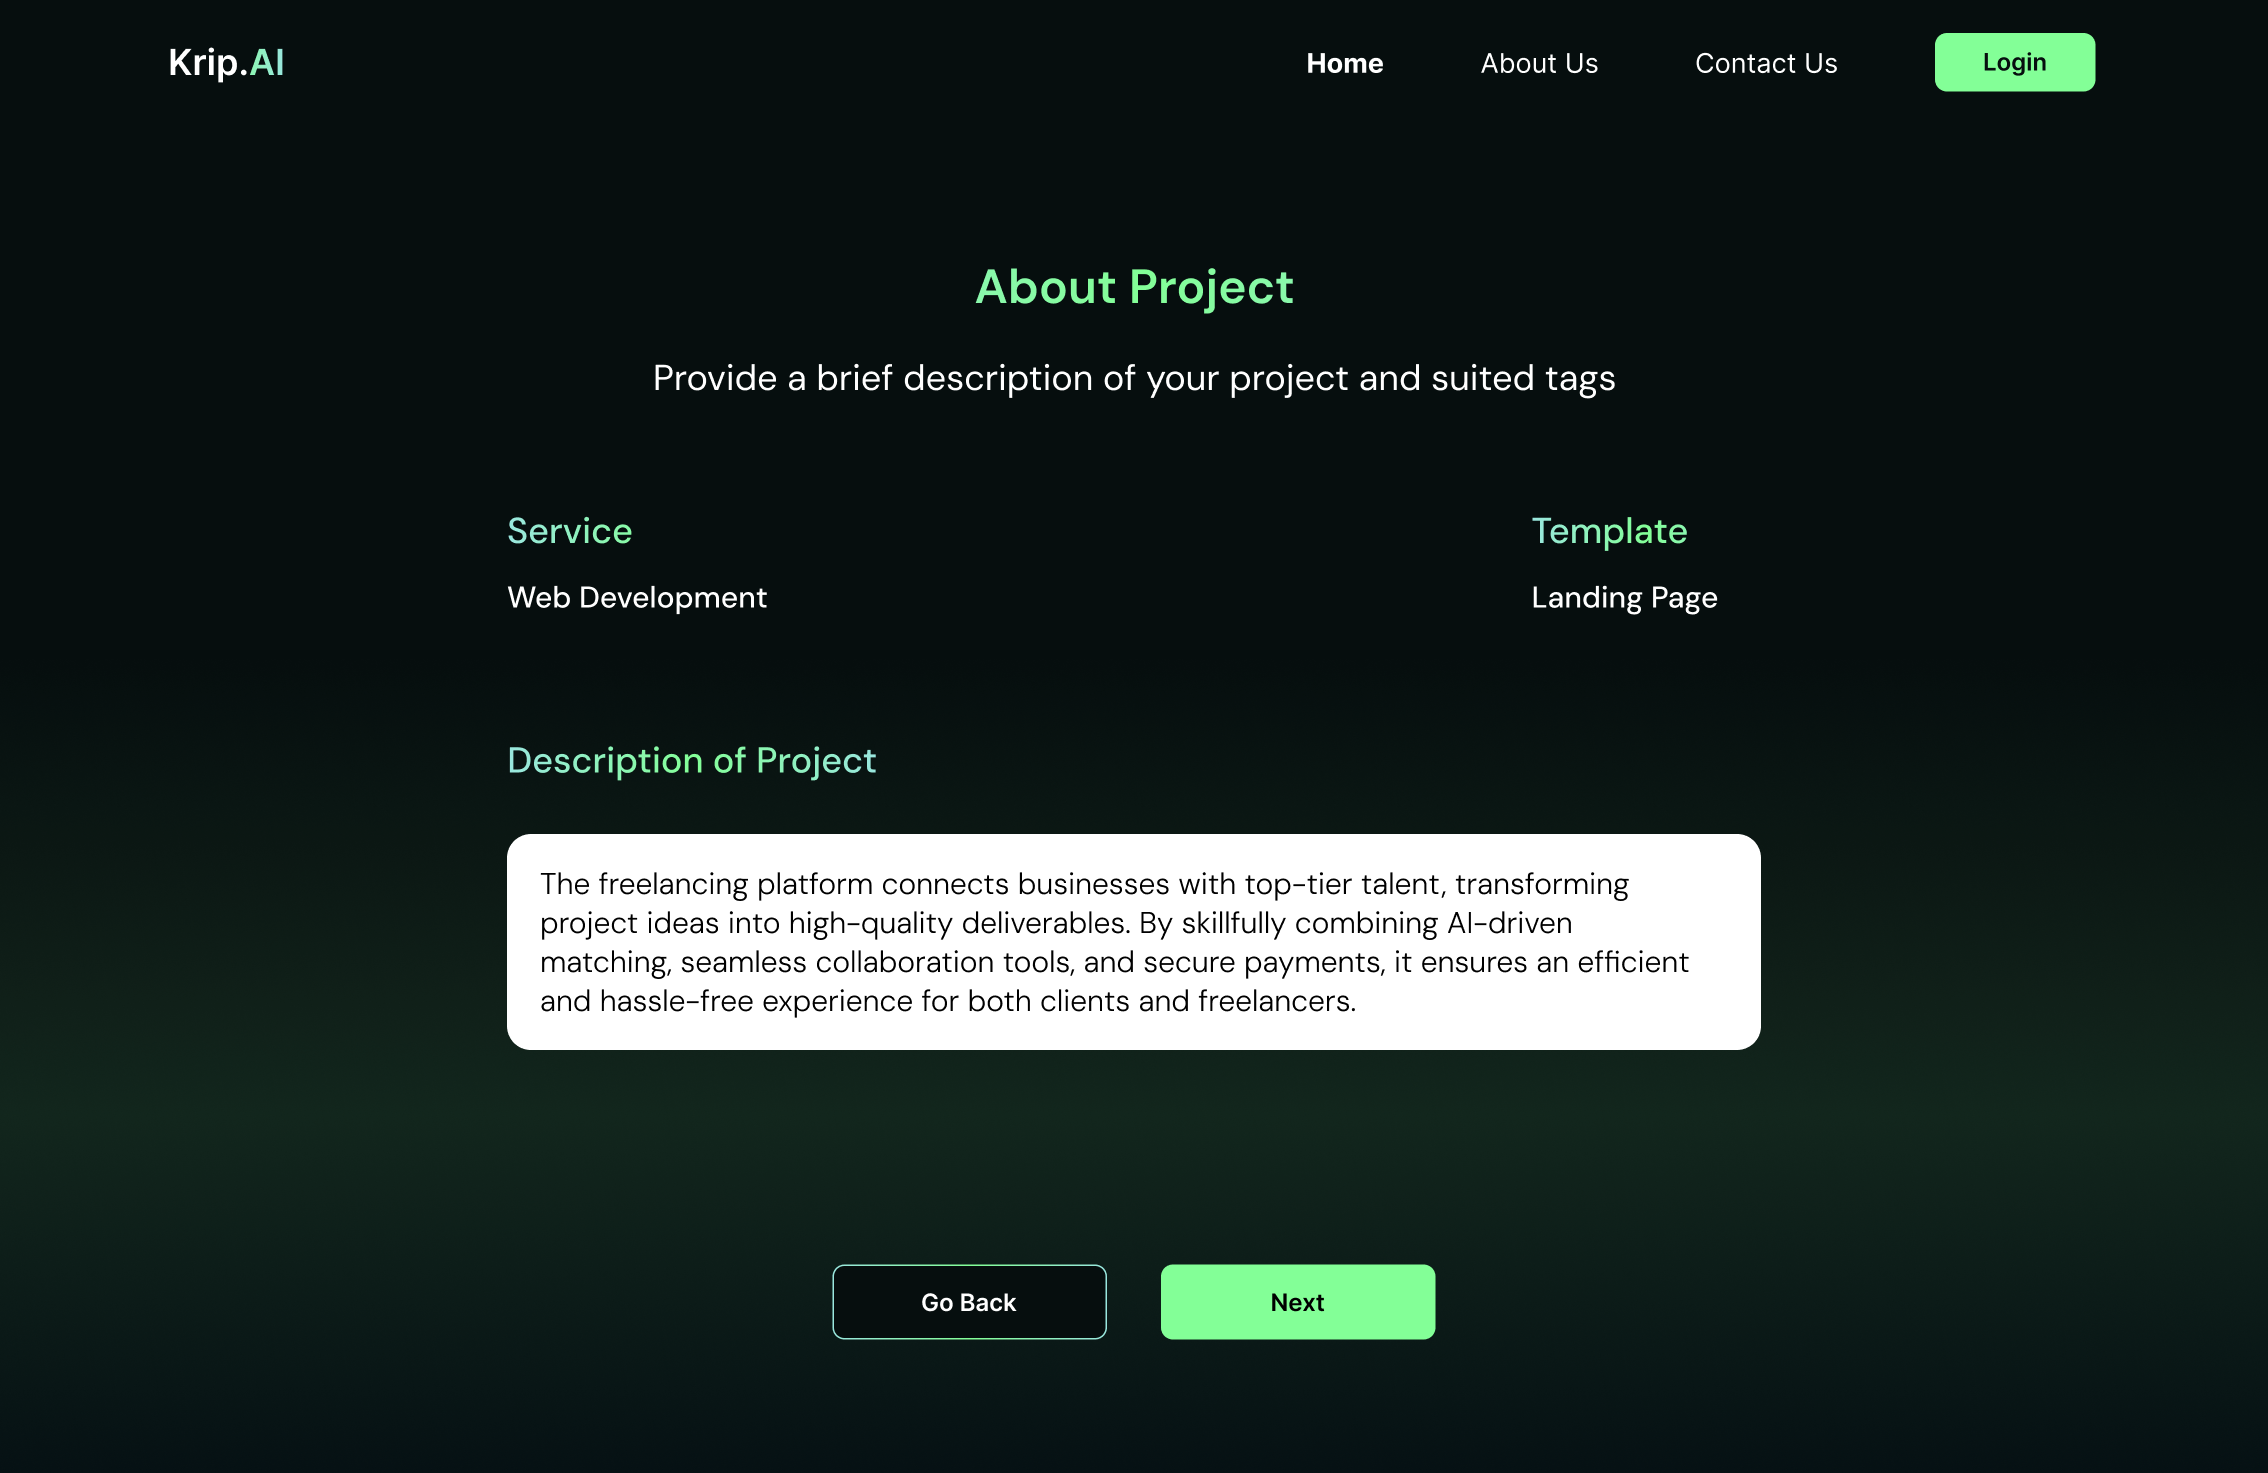 Krip.AI
Home
About Us
Contact Us
Login
About Project
Provide a brief description of your project and suited tags
Service
Template
Web Development
Landing Page
Description of Project
The freelancing platform connects businesses with top-tier talent, transforming
project ideas into high-quality deliverables. By skillfully combining AI-driven
matching, seamless collaboration tools, and secure payments, it ensures an efficient
and hassle-free experience for both clients and freelancers.
Go Back
Next